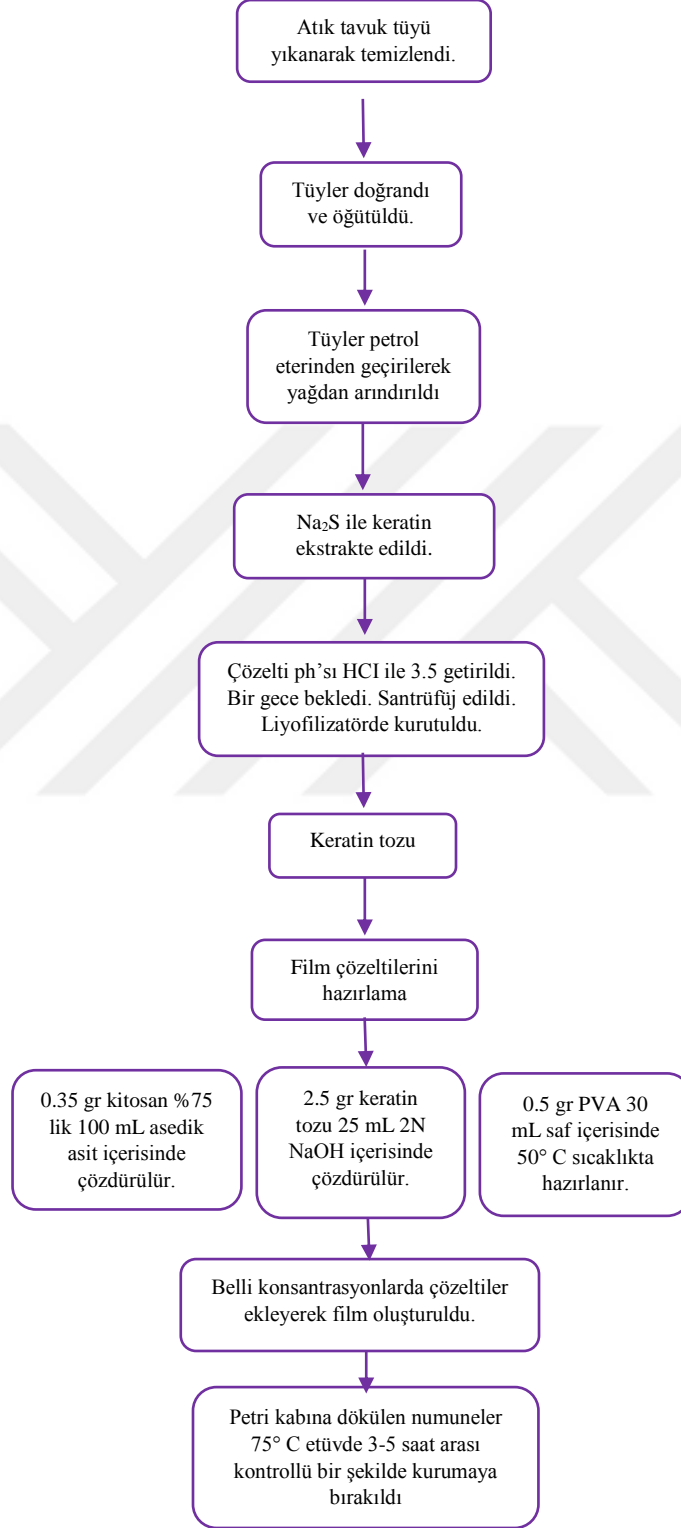 Atık tavuk tüyü
yıkanarak temizlendi.
Tüyler doğrandı
ve öğütüldü.
Tüyler petrol
eterinden geçirilerek
yağdan arındırıldı
Na₂S ile keratin
ekstrakte edildi.
Çözelti ph’sı HCI ile 3.5 getirildi.
Bir gece bekledi. Santrüfüj edildi.
Liyofilizatörde kurutuldu.
Keratin tozu
Film çözeltilerini
hazırlama
0.35 gr kitosan %75
lik 100 mL asedik
asit içerisinde
çözdürülür.
2.5 gr keratin
tozu 25 mL 2N
NaOH içerisinde
çözdürülür.
0.5 gr PVA 30
mL saf içerisinde
50° C sıcaklıkta
hazırlanır.
Belli konsantrasyonlarda çözeltiler
ekleyerek film oluşturuldu.
Petri kabına dökülen numuneler
75° C etüvde 3-5 saat arası
kontrollü bir şekilde kurumaya
bırakıldı